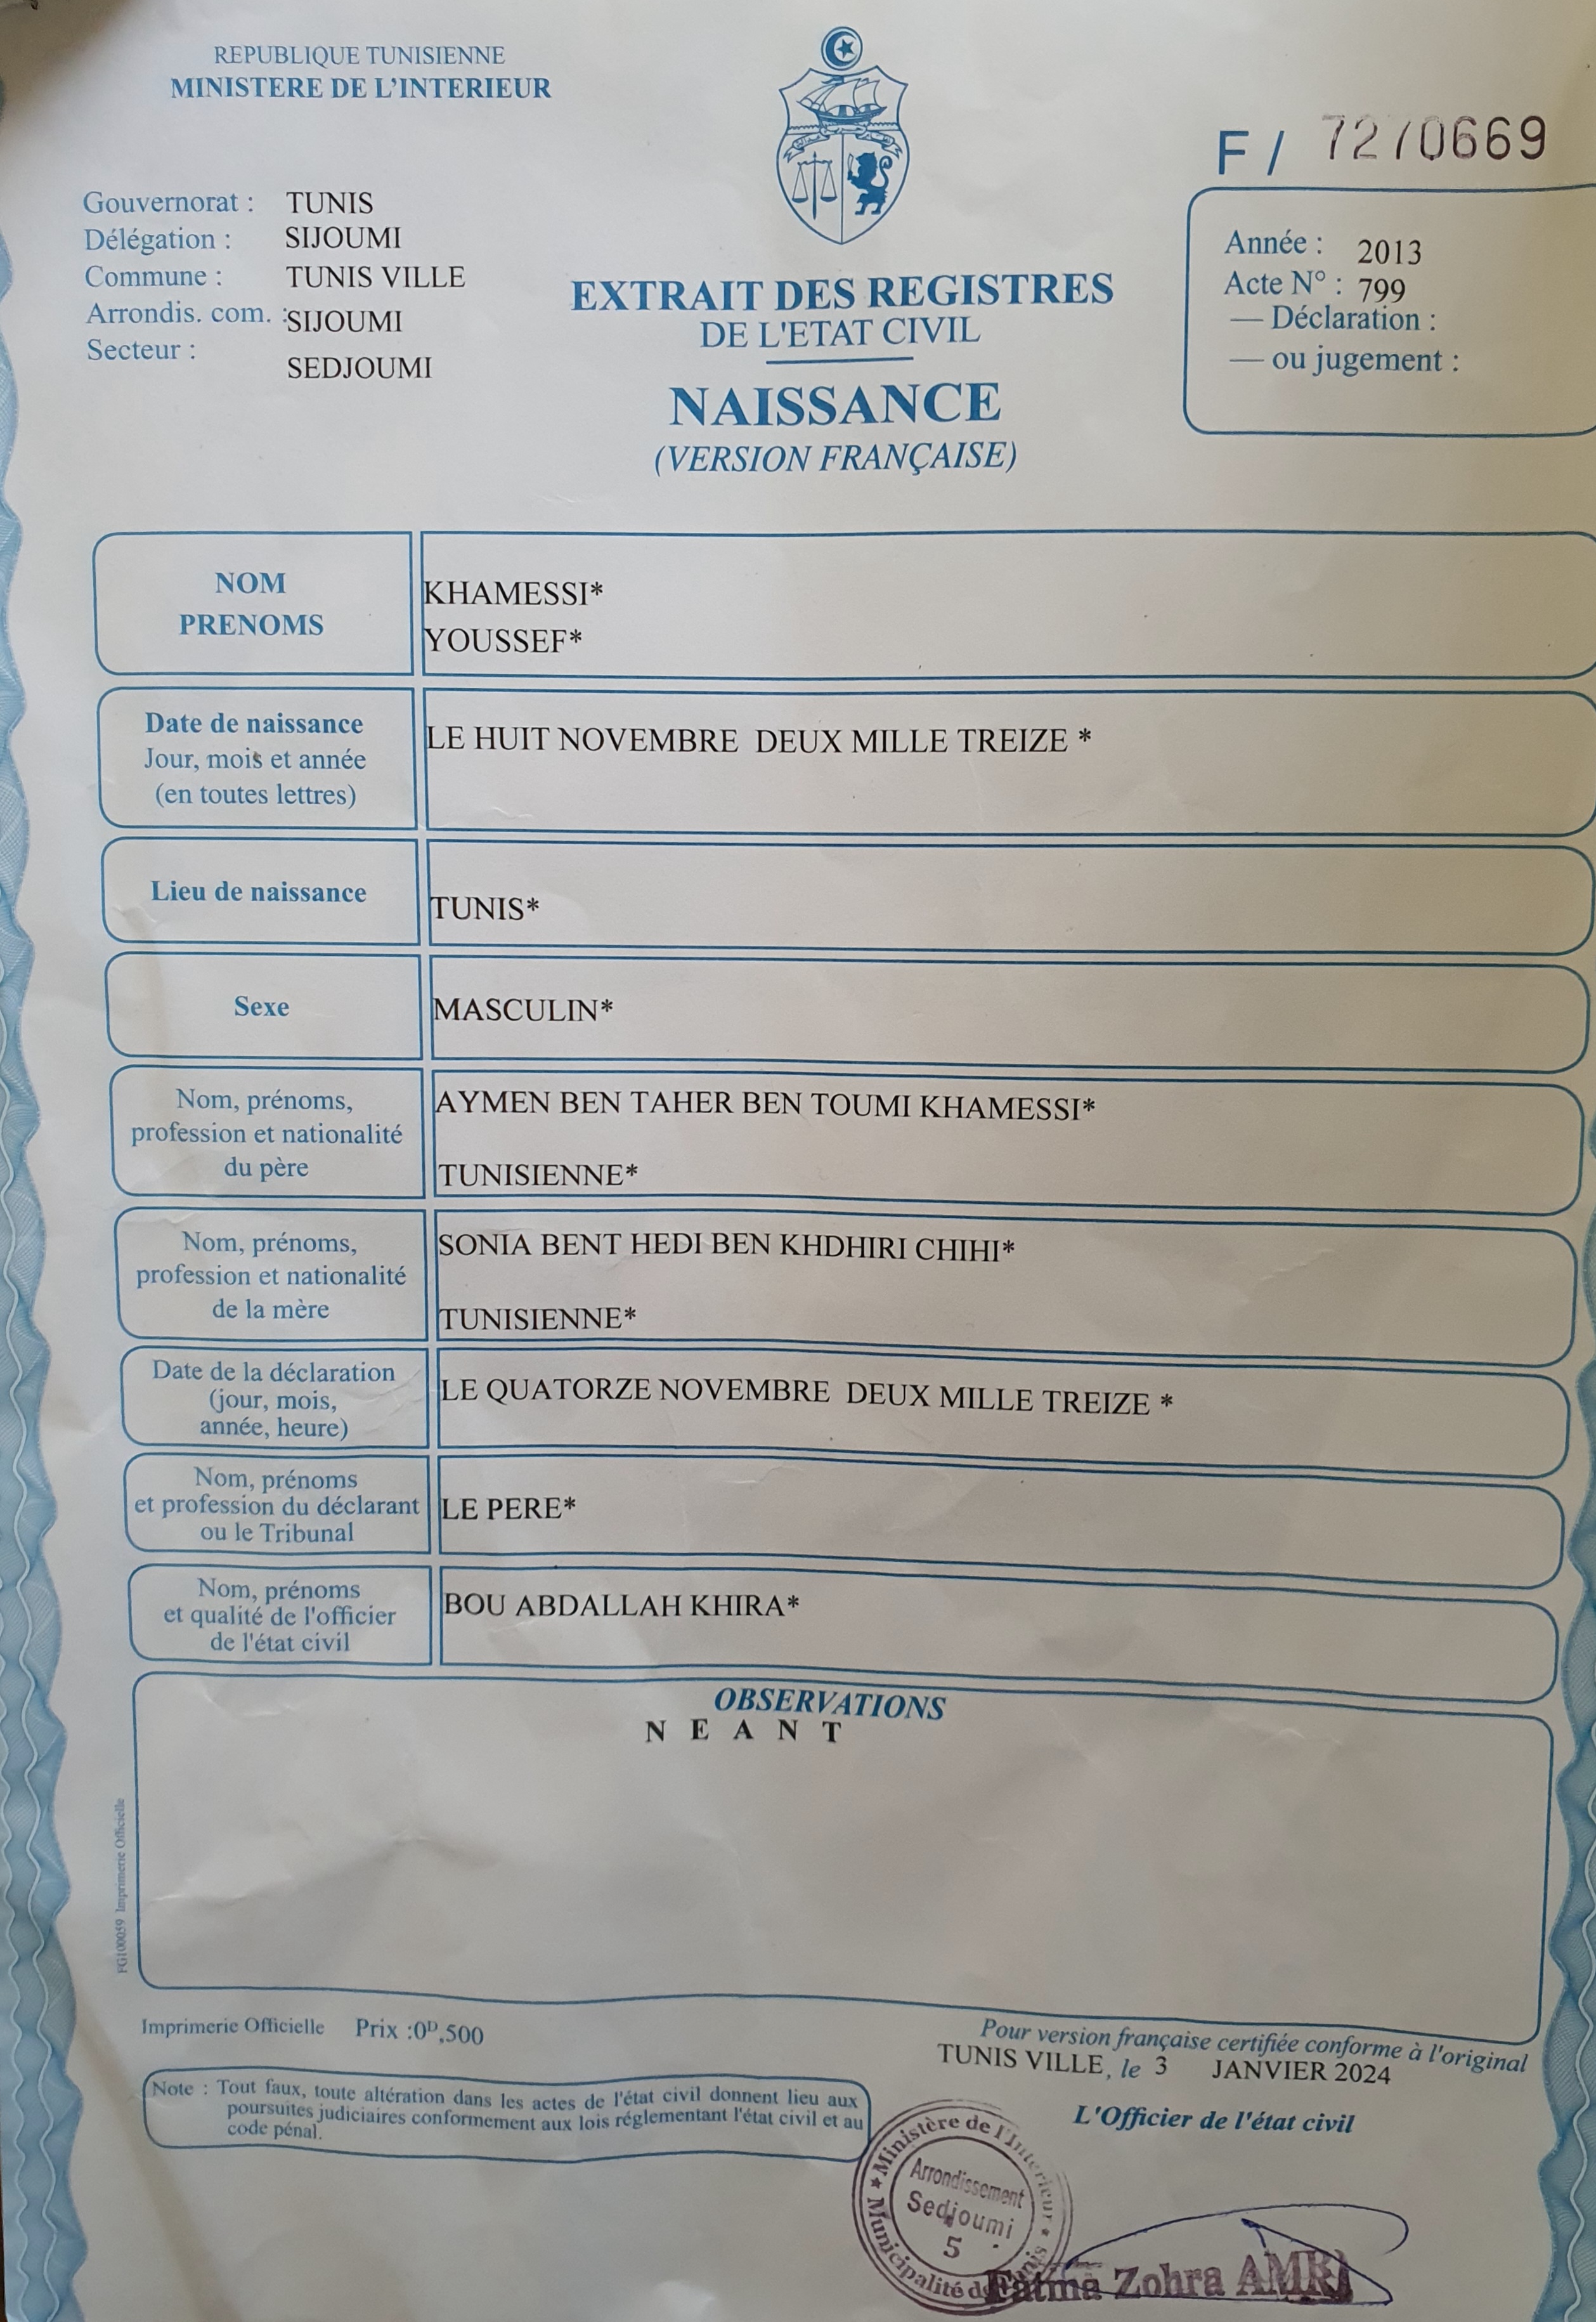 REPUBLIQUE TUNISIENNE
MINISTERE DE L'INTERIEUR
F / 7270669
Gouvernorat : TUNIS
Délégation : SIJOUMI
Commune : TUNIS VILLE
Arrondis. com. : SIJOUMI
Secteur : SEDJOUMI
EXTRAIT DES REGISTRES
DE L'ETAT CIVIL
NAISSANCE
(VERSION FRANÇAISE)
Année : 2013
Acte N° : 799
— Déclaration :
— ou jugement :
NOM
PRENOMS
KHAMESSI*
YOUSSEF*
Date de naissance
Jour, mois et année
(en toutes lettres)
LE HUIT NOVEMBRE DEUX MILLE TREIZE *
Lieu de naissance
TUNIS*
Sexe
MASCULIN*
Nom, prénoms,
profession et nationalité
du père
AYMEN BEN TAHER BEN TOUMI KHAMESSI*
TUNISIENNE*
Nom, prénoms,
profession et nationalité
de la mère
SONIA BENT HEDI BEN KHDHIRI CHIHI*
TUNISIENNE*
Date de la déclaration
(jour, mois,
année, heure)
LE QUATORZE NOVEMBRE DEUX MILLE TREIZE *
Nom, prénoms
et profession du déclarant
ou le Tribunal
LE PERE*
Nom, prénoms
et qualité de l'officier
de l'état civil
BOU ABDALLAH KHIRA*
OBSERVATIONS
N E A N T
FG100059 Imprimerie Officielle
Imprimerie Officielle Prix :0D,500
Pour version française certifiée conforme à l'original
TUNIS VILLE, le 3 JANVIER 2024
Note : Tout faux, toute altération dans les actes de l'état civil donnent lieu aux
poursuites judiciaires conformement aux lois réglementant l'état civil et au
code pénal.
L'Officier de l'état civil
Ministère de l'Interieur
Municipalité de Tunis
Arrondissement
Sedjoumi
5
Fatma Zohra AMRI